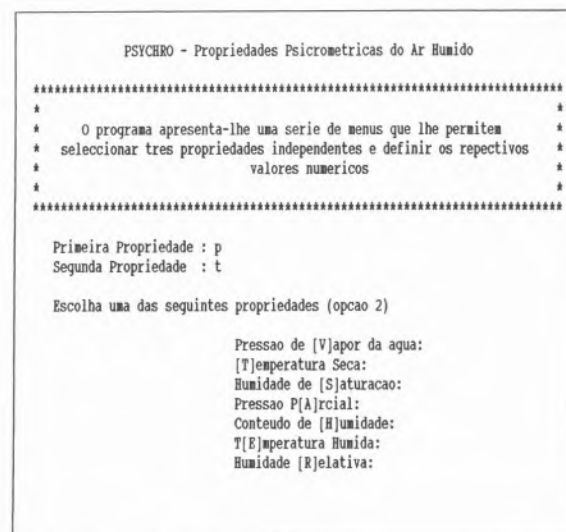 PSYCHRO - Propriedades Psicrometricas do Ar Humido
*****************************************************************************
* *
* O programa apresenta-lhe uma serie de menus que lhe permitem *
* seleccionar tres propriedades independentes e definir os repectivos *
* valores numericos *
* *
*****************************************************************************
Primeira Propriedade : p
Segunda Propriedade : t
Escolha uma das seguintes propriedades (opcao 2)
Pressao de [V]apor da agua:
[T]emperatura Seca:
Humidade de [S]aturacao:
Pressao P[A]rcial:
Conteudo de [H]umidade:
T[E]mperatura Humida:
Humidade [R]elativa: